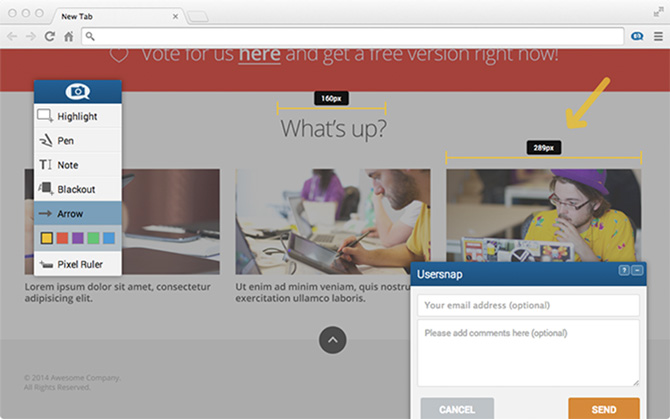 New Tab
Vote for us here and get a free version right now!
160px
What's up?
289px
Highlight
Pen
Note
Blackout
Arrow
Pixel Ruler
Lorem ipsum dolor sit amet, consectetur
adipisicing elit.
Ut enim ad minim veniam, quis nostru
exercitation ullamco laboris.
Usersnap
Your email address (optional)
Please add comments here (optional)
CANCEL
SEND
© 2014 Awesome Company.
All Rights Reserved.